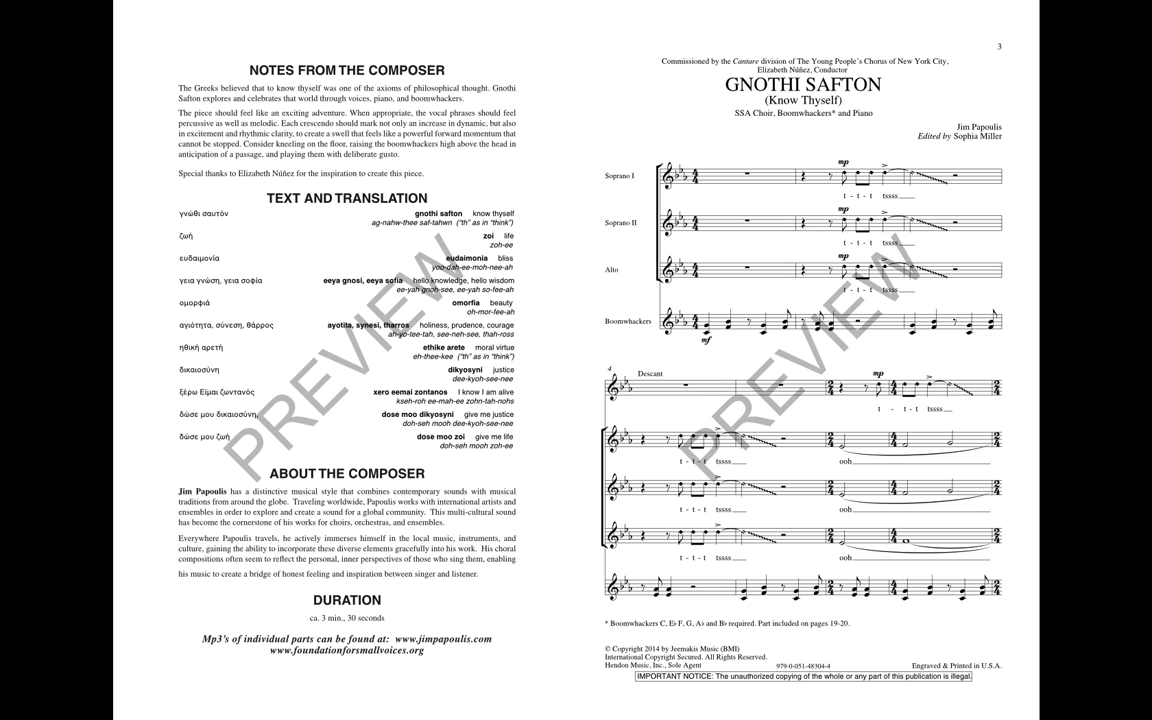 NOTES FROM THE COMPOSER
The Greeks believed that to know thyself was one of the axioms of philosophical thought. Gnothi
Safton explores and celebrates that world through voices, piano, and boomwhackers.
The piece should feel like an exciting adventure. When appropriate, the vocal phrases should feel
percussive as well as melodic. Each crescendo should mark not only an increase in dynamic, but also
in excitement and rhythmic clarity, to create a swell that feels like a powerful forward momentum that
cannot be stopped. Consider kneeling on the floor, raising the boomwhackers high above the head in
anticipation of a passage, and playing them with deliberate gusto.
Special thanks to Elizabeth Núñez for the inspiration to create this piece.
TEXT AND TRANSLATION
γνώθι σαυτόν gnothi safton know thyself
ag-nahw-thee saf-tahwn ("th" as in "think")
ζωή zoi life
zoh-ee
ευδαιμονία eudaimonia bliss
yoo-dah-ee-moh-nee-ah
γεια γνώση, γεια σοφία eeya gnosi, eeya sofia hello knowledge, hello wisdom
ee-yah gnoh-see, ee-yah so-fee-ah
ομορφιά omorfia beauty
oh-mor-fee-ah
αγιότητα, σύνεση, θάρρος ayotita, synesi, tharros holiness, prudence, courage
ah-yo-tee-tah, see-neh-see, thah-ross
ηθική αρετή ethike arete moral virtue
eh-thee-kee ("th" as in "think")
δικαιοσύνη dikyosyni justice
dee-kyoh-see-nee
ξέρω Είμαι ζωντανός xero eemai zontanos I know I am alive
kseh-roh ee-mah-ee zohn-tah-nohs
δώσε μου δικαιοσύνη, dose moo dikyosyni give me justice
doh-seh mooh dee-kyoh-see-nee
δώσε μου ζωή dose moo zoi give me life
doh-seh mooh zoh-ee
ABOUT THE COMPOSER
Jim Papoulis has a distinctive musical style that combines contemporary sounds with musical
traditions from around the globe. Traveling worldwide, Papoulis works with international artists and
ensembles in order to explore and create a sound for a global community. This multi-cultural sound
has become the cornerstone of his works for choirs, orchestras, and ensembles.
Everywhere Papoulis travels, he actively immerses himself in the local music, instruments, and
culture, gaining the ability to incorporate these diverse elements gracefully into his work. His choral
compositions often seem to reflect the personal, inner perspectives of those who sing them, enabling
his music to create a bridge of honest feeling and inspiration between singer and listener.
DURATION
ca. 3 min., 30 seconds
Mp3's of individual parts can be found at: www.jimpapoulis.com
www.foundationforsmallvoices.org
PREVIEW
3
Commissioned by the Cantare division of The Young People's Chorus of New York City,
Elizabeth Núñez, Conductor
GNOTHI SAFTON
(Know Thyself)
SSA Choir, Boomwhackers* and Piano
Jim Papoulis
Edited by Sophia Miller
mp
Soprano I
t - t - t tssss
mp
Soprano II
t - t - t tssss
mp
Alto
t - t - t tssss
Boomwhackers
mf
4
Descant
mp
t - t - t tssss
t - t - t tssss ooh
t - t - t tssss ooh
t - t - t tssss ooh
* Boomwhackers C, E♭ F, G, A♭ and B♭ required. Part included on pages 19-20.
© Copyright 2014 by Jeemakis Music (BMI)
International Copyright Secured. All Rights Reserved.
Hendon Music, Inc., Sole Agent 979-0-051-48304-4 Engraved & Printed in U.S.A.
IMPORTANT NOTICE: The unauthorized copying of the whole or any part of this publication is illegal.
PREVIEW